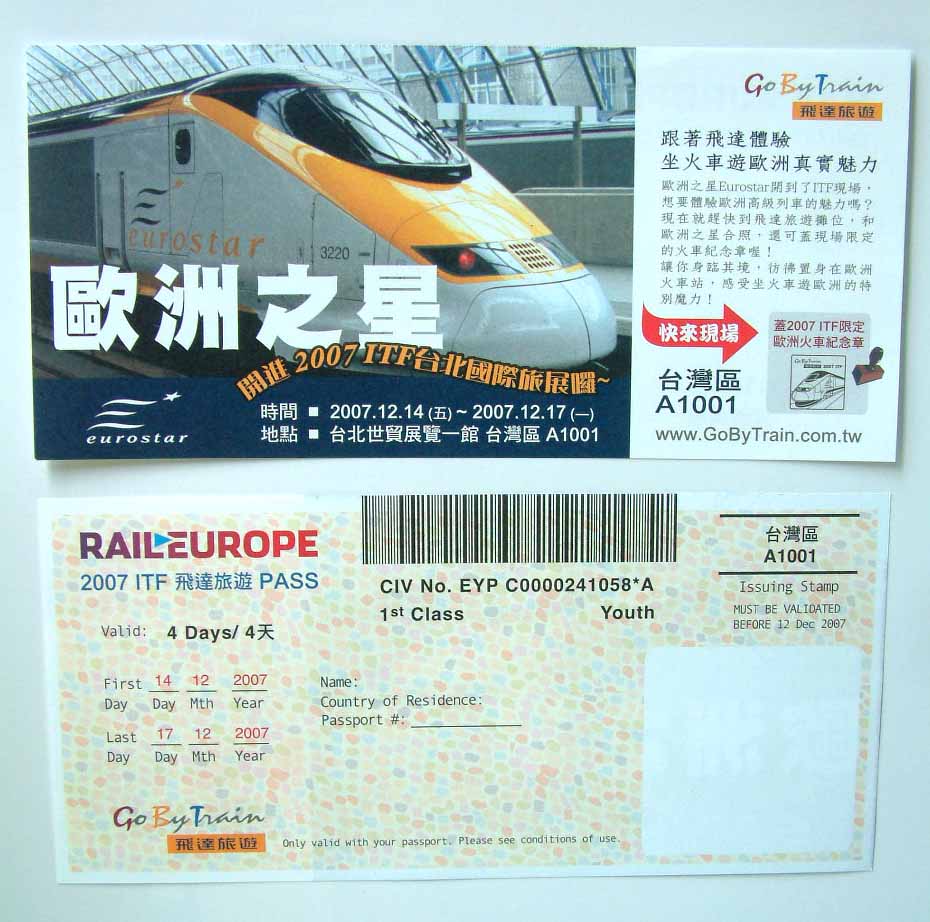 eurostar
3220
歐洲之星
開進 2007 ITF台北國際旅展囉~
eurostar
時間 ■ 2007.12.14 (五) ~ 2007.12.17 (一)
地點 ■ 台北世貿展覽一館 台灣區 A1001
Go By Train
飛達旅遊
跟著飛達體驗
坐火車遊歐洲真實魅力
歐洲之星Eurostar開到了ITF現場，
想要體驗歐洲高級列車的魅力嗎？
現在就趕快到飛達旅遊攤位，和
歐洲之星合照，還可蓋現場限定
的火車紀念章喔！
讓你身臨其境，彷彿置身在歐洲
火車站，感受坐火車遊歐洲的特
別魔力！
快來現場
蓋2007 ITF限定
歐洲火車紀念章
Go By Train
2007 ITF
台灣區
A1001
www.GoByTrain.com.tw
RAILEUROPE
2007 ITF 飛達旅遊 PASS
CIV No. EYP C0000241058*A
1st Class Youth
台灣區
A1001
Issuing Stamp
MUST BE VALIDATED
BEFORE 12 Dec 2007
Valid: 4 Days/ 4天
First 14 12 2007
Day Day Mth Year
Last 17 12 2007
Day Day Mth Year
Name:
Country of Residence:
Passport #:
Go By Train
飛達旅遊
Only valid with your passport. Please see conditions of use.